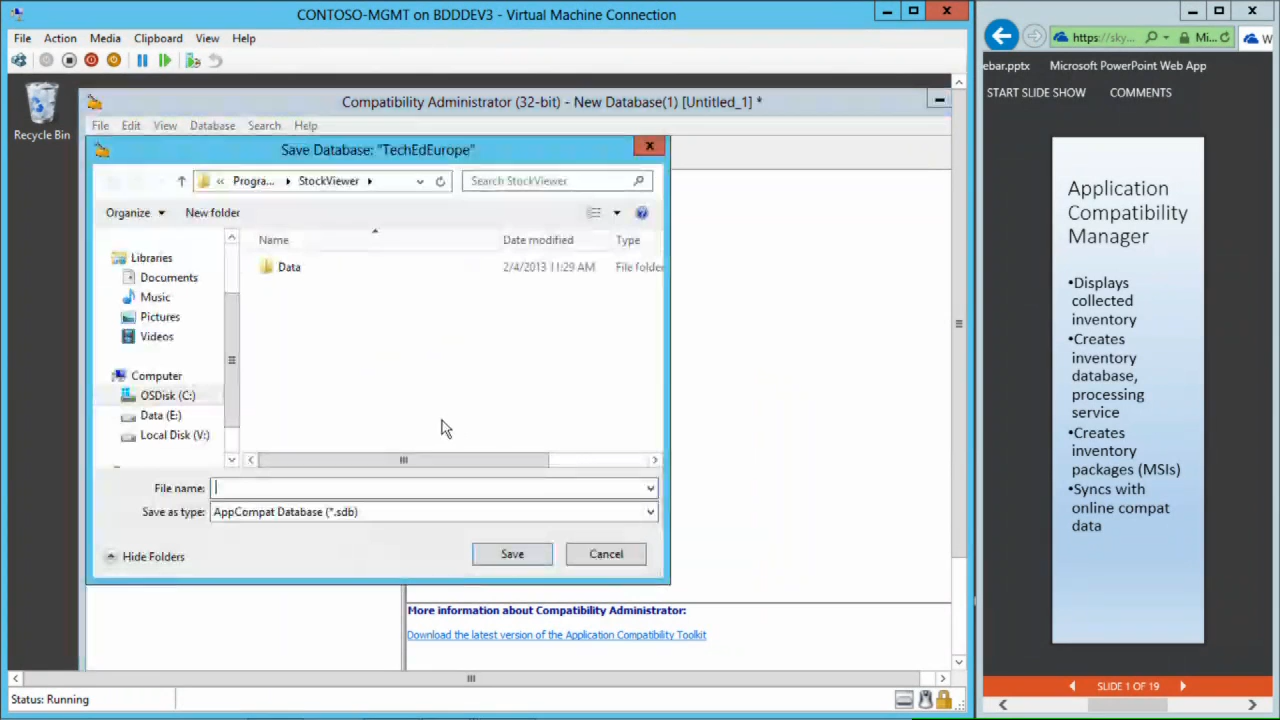 CONTOSO-MGMT on BDDDEV3 - Virtual Machine Connection
File Action Media Clipboard View Help
Recycle Bin
Compatibility Administrator (32-bit) - New Database(1) [Untitled_1] *
File Edit View Database Search Help
Save Database: "TechEdEurope"
« Progra... StockViewer
Search StockViewer
Organize New folder
Name Date modified Type
Data 2/4/2013 11:29 AM File folde
Libraries
Documents
Music
Pictures
Videos
Computer
OSDisk (C:)
Data (E:)
Local Disk (V:)
File name:
Save as type: AppCompat Database (*.sdb)
Hide Folders
Save Cancel
More information about Compatibility Administrator:
Download the latest version of the Application Compatibility Toolkit
Status: Running
https://sky... Mi...
W
ebar.pptx Microsoft PowerPoint Web App
START SLIDE SHOW COMMENTS
Application
Compatibility
Manager
•Displays
collected
inventory
•Creates
inventory
database,
processing
service
•Creates
inventory
packages (MSIs)
•Syncs with
online compat
data
SLIDE 1 OF 19